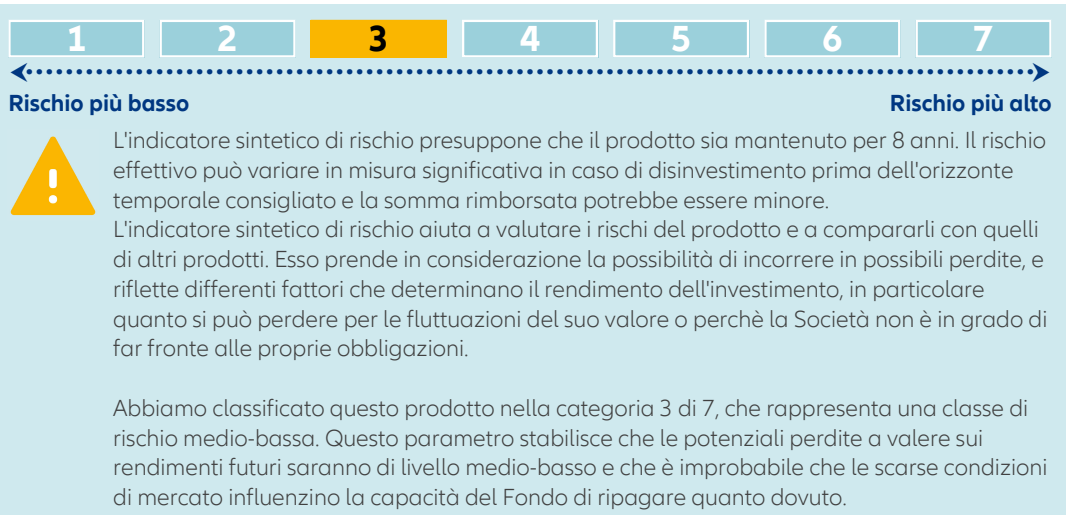 1 2 3 4 5 6 7
Rischio più basso Rischio più alto
L'indicatore sintetico di rischio presuppone che il prodotto sia mantenuto per 8 anni. Il rischio
effettivo può variare in misura significativa in caso di disinvestimento prima dell'orizzonte
temporale consigliato e la somma rimborsata potrebbe essere minore.
L'indicatore sintetico di rischio aiuta a valutare i rischi del prodotto e a compararli con quelli
di altri prodotti. Esso prende in considerazione la possibilità di incorrere in possibili perdite, e
riflette differenti fattori che determinano il rendimento dell'investimento, in particolare
quanto si può perdere per le fluttuazioni del suo valore o perchè la Società non è in grado di
far fronte alle proprie obbligazioni.
Abbiamo classificato questo prodotto nella categoria 3 di 7, che rappresenta una classe di
rischio medio-bassa. Questo parametro stabilisce che le potenziali perdite a valere sui
rendimenti futuri saranno di livello medio-basso e che è improbabile che le scarse condizioni
di mercato influenzino la capacità del Fondo di ripagare quanto dovuto.